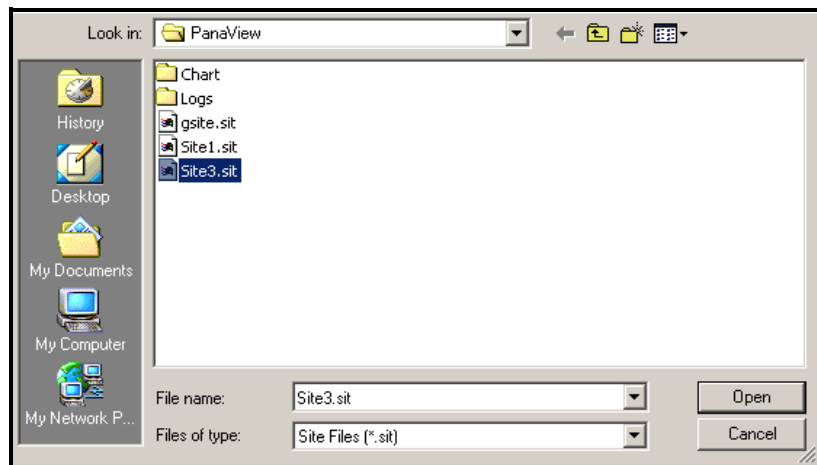 Look in: PanaView
History
Desktop
My Documents
My Computer
My Network P...
Chart
Logs
gsite.sit
Site1.sit
Site3.sit
File name: Site3.sit Open
Files of type: Site Files (*.sit) Cancel